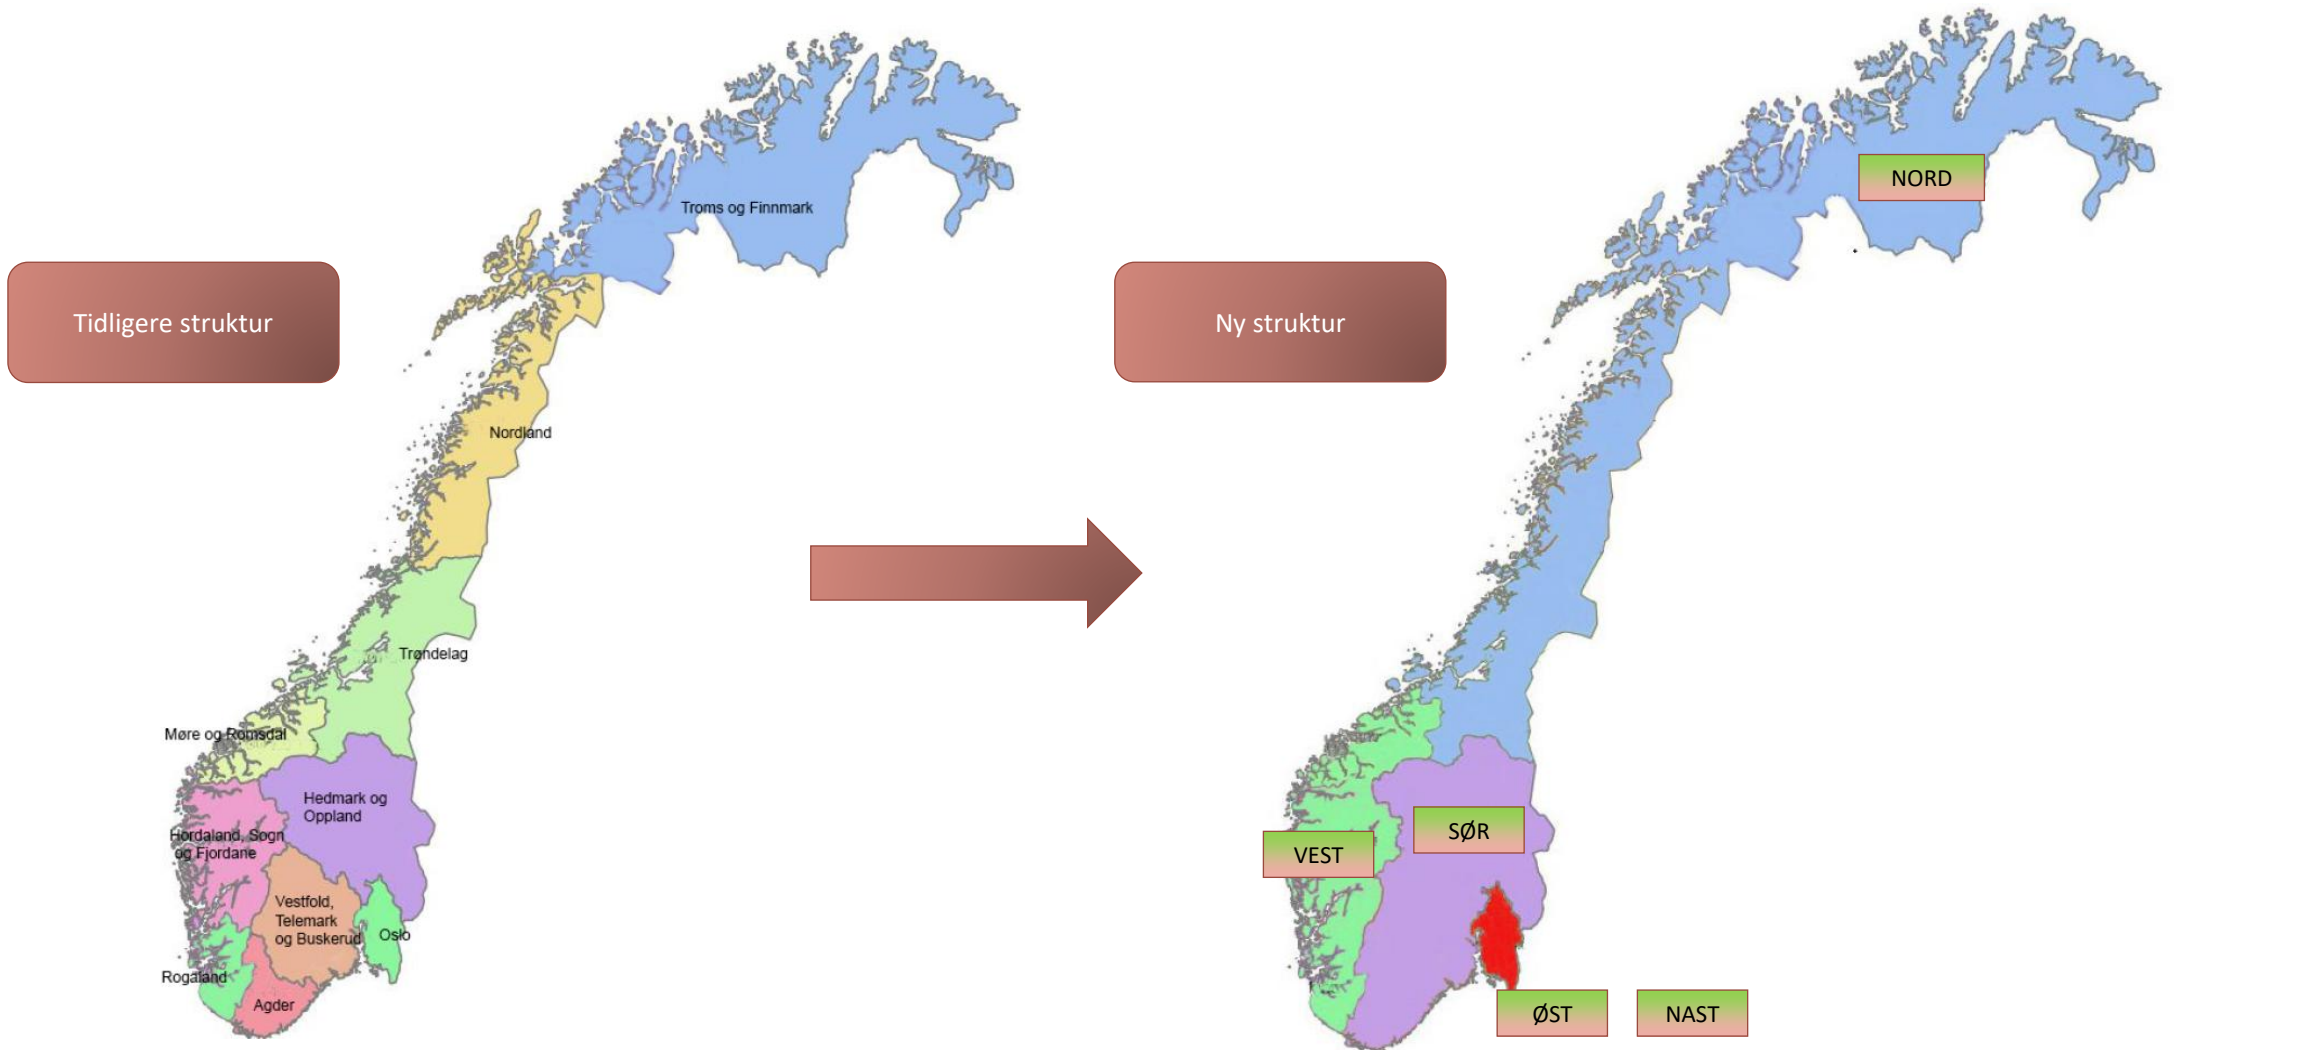 Tidligere struktur
Troms og Finnmark
Nordland
Trøndelag
Møre og Romsdal
Hedmark og
Oppland
Hordaland, Sogn
og Fjordane
Vestfold,
Telemark
og Buskerud
Oslo
Rogaland
Agder
Ny struktur
NORD
SØR
VEST
ØST
NAST